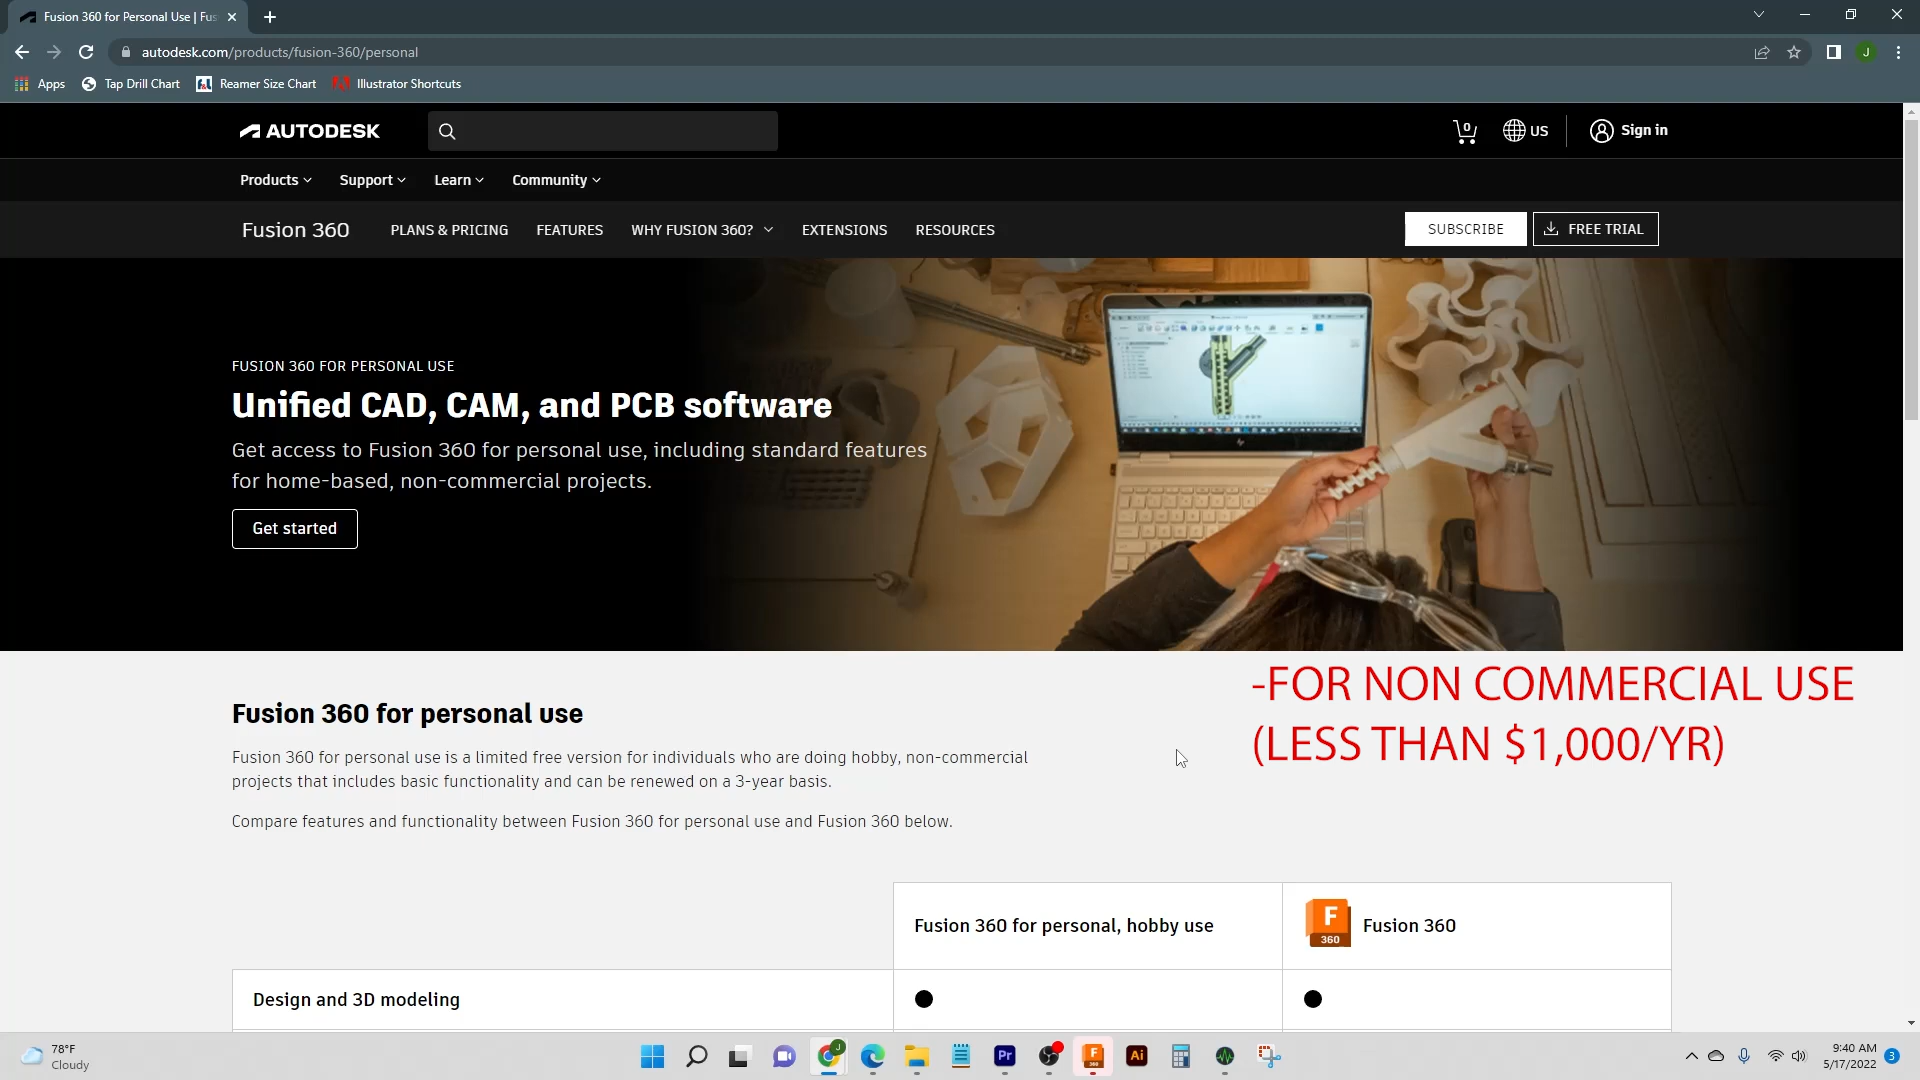 Fusion 360 for Personal Use | Fus
autodesk.com/products/fusion-360/personal
J
Apps
Tap Drill Chart
Reamer Size Chart
Illustrator Shortcuts
AUTODESK
0
US
Sign in
Products
Support
Learn
Community
Fusion 360
PLANS & PRICING
FEATURES
WHY FUSION 360?
EXTENSIONS
RESOURCES
SUBSCRIBE
FREE TRIAL
FUSION 360 FOR PERSONAL USE
Unified CAD, CAM, and PCB software
Get access to Fusion 360 for personal use, including standard features
for home-based, non-commercial projects.
Get started
-FOR NON COMMERCIAL USE
(LESS THAN $1,000/YR)
Fusion 360 for personal use
Fusion 360 for personal use is a limited free version for individuals who are doing hobby, non-commercial
projects that includes basic functionality and can be renewed on a 3-year basis.
Compare features and functionality between Fusion 360 for personal use and Fusion 360 below.
Fusion 360 for personal, hobby use
F
360
Fusion 360
Design and 3D modeling
78°F
Cloudy
J
Pr
F
360
Ai
9:40 AM
5/17/2022
3